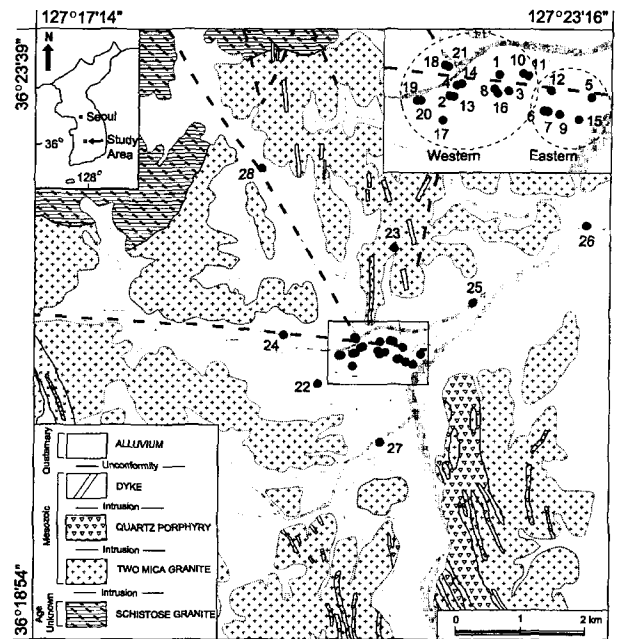 127°17'14"
127°23'16"
36°23'39"
36°18'54"
N
Seoul
36°
Study
Area
128°
21
18
14
4
1
10
11
12
5
19
20
2
13
8
16
3
6
7
9
15
17
Western
Eastern
28
23
26
25
24
22
27
Quaternary
ALLUVIUM
Unconformity
Mesozoic
DYKE
Intrusion
QUARTZ PORPHYRY
Intrusion
TWO MICA GRANITE
Intrusion
Age Unknown
SCHISTOSE GRANITE
0 1 2 km